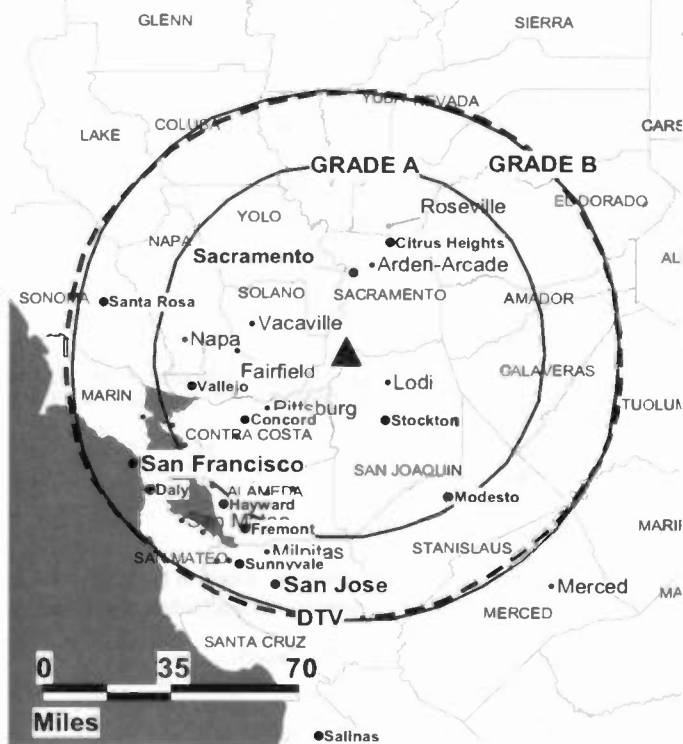 GLENN
SIERRA
YUBA
NEVADA
LAKE
COLUSA
CARS
GRADE A
GRADE B
ELDORADO
Roseville
YOLO
NAPA
Sacramento
Citrus Heights
Arden-Arcade
AL
SONOMA
Santa Rosa
SOLANO
SACRAMENTO
AMADOR
Vacaville
Napa
Fairfield
CALAVERAS
Vallejo
Lodi
MARIN
Pittsburg
TUOLUM
Concord
Stockton
CONTRA COSTA
San Francisco
SAN JOAQUIN
Daly
ALAMEDA
Modesto
Hayward
Fremont
MARIF
Milpitas
STANISLAUS
SAN MATEO
Sunnyvale
San Jose
Merced
MA
DTV
MERCED
SANTA CRUZ
0 35 70
Miles
Salinas